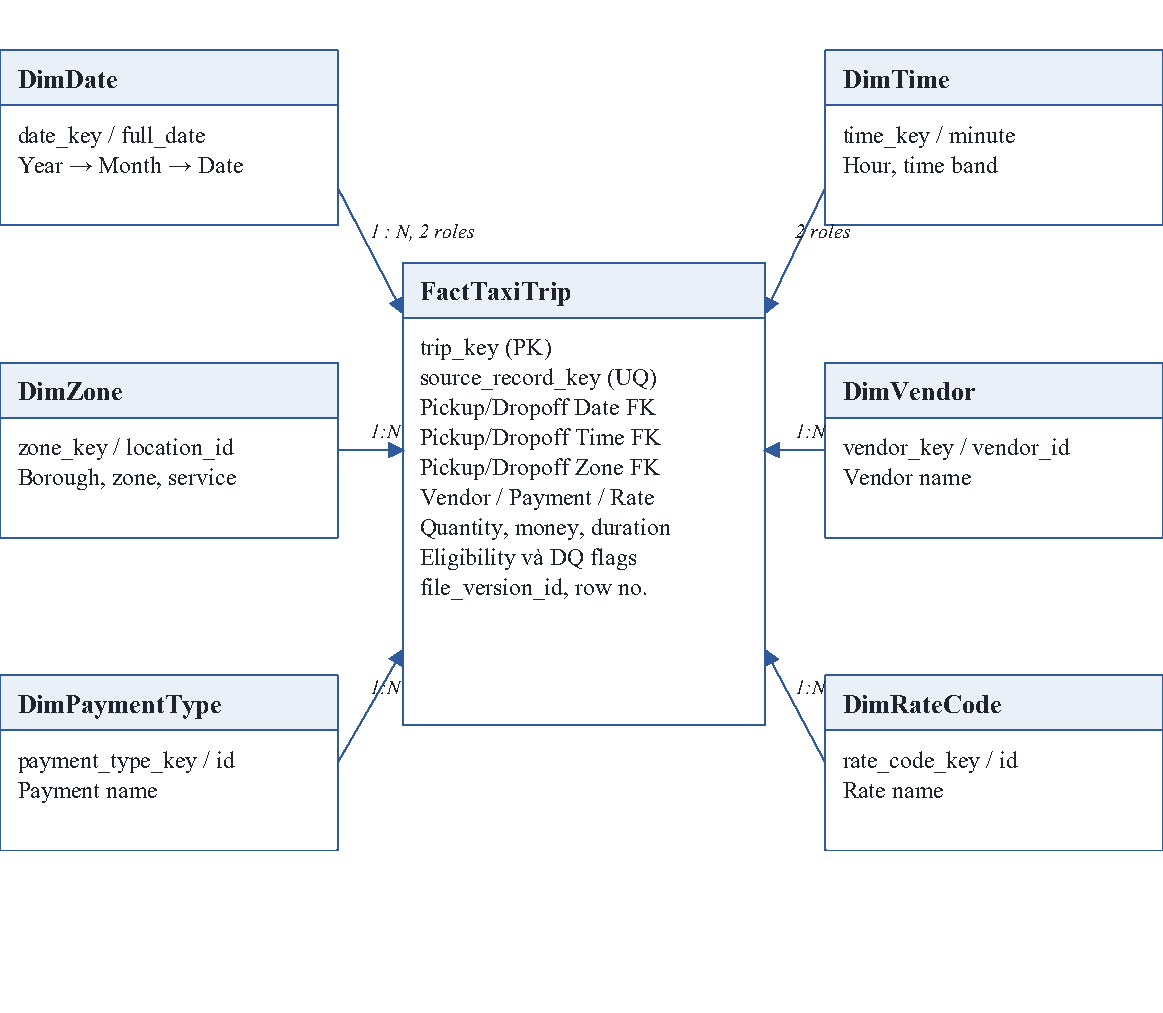 DimDate
date_key / full_date
Year → Month → Date
DimTime
time_key / minute
Hour, time band
1 : N, 2 roles
2 roles
FactTaxiTrip
trip_key (PK)
source_record_key (UQ)
Pickup/Dropoff Date FK
Pickup/Dropoff Time FK
Pickup/Dropoff Zone FK
Vendor / Payment / Rate
Quantity, money, duration
Eligibility và DQ flags
file_version_id, row no.
DimZone
zone_key / location_id
Borough, zone, service
1:N
1:N
DimVendor
vendor_key / vendor_id
Vendor name
DimPaymentType
payment_type_key / id
Payment name
1:N
1:N
DimRateCode
rate_code_key / id
Rate name